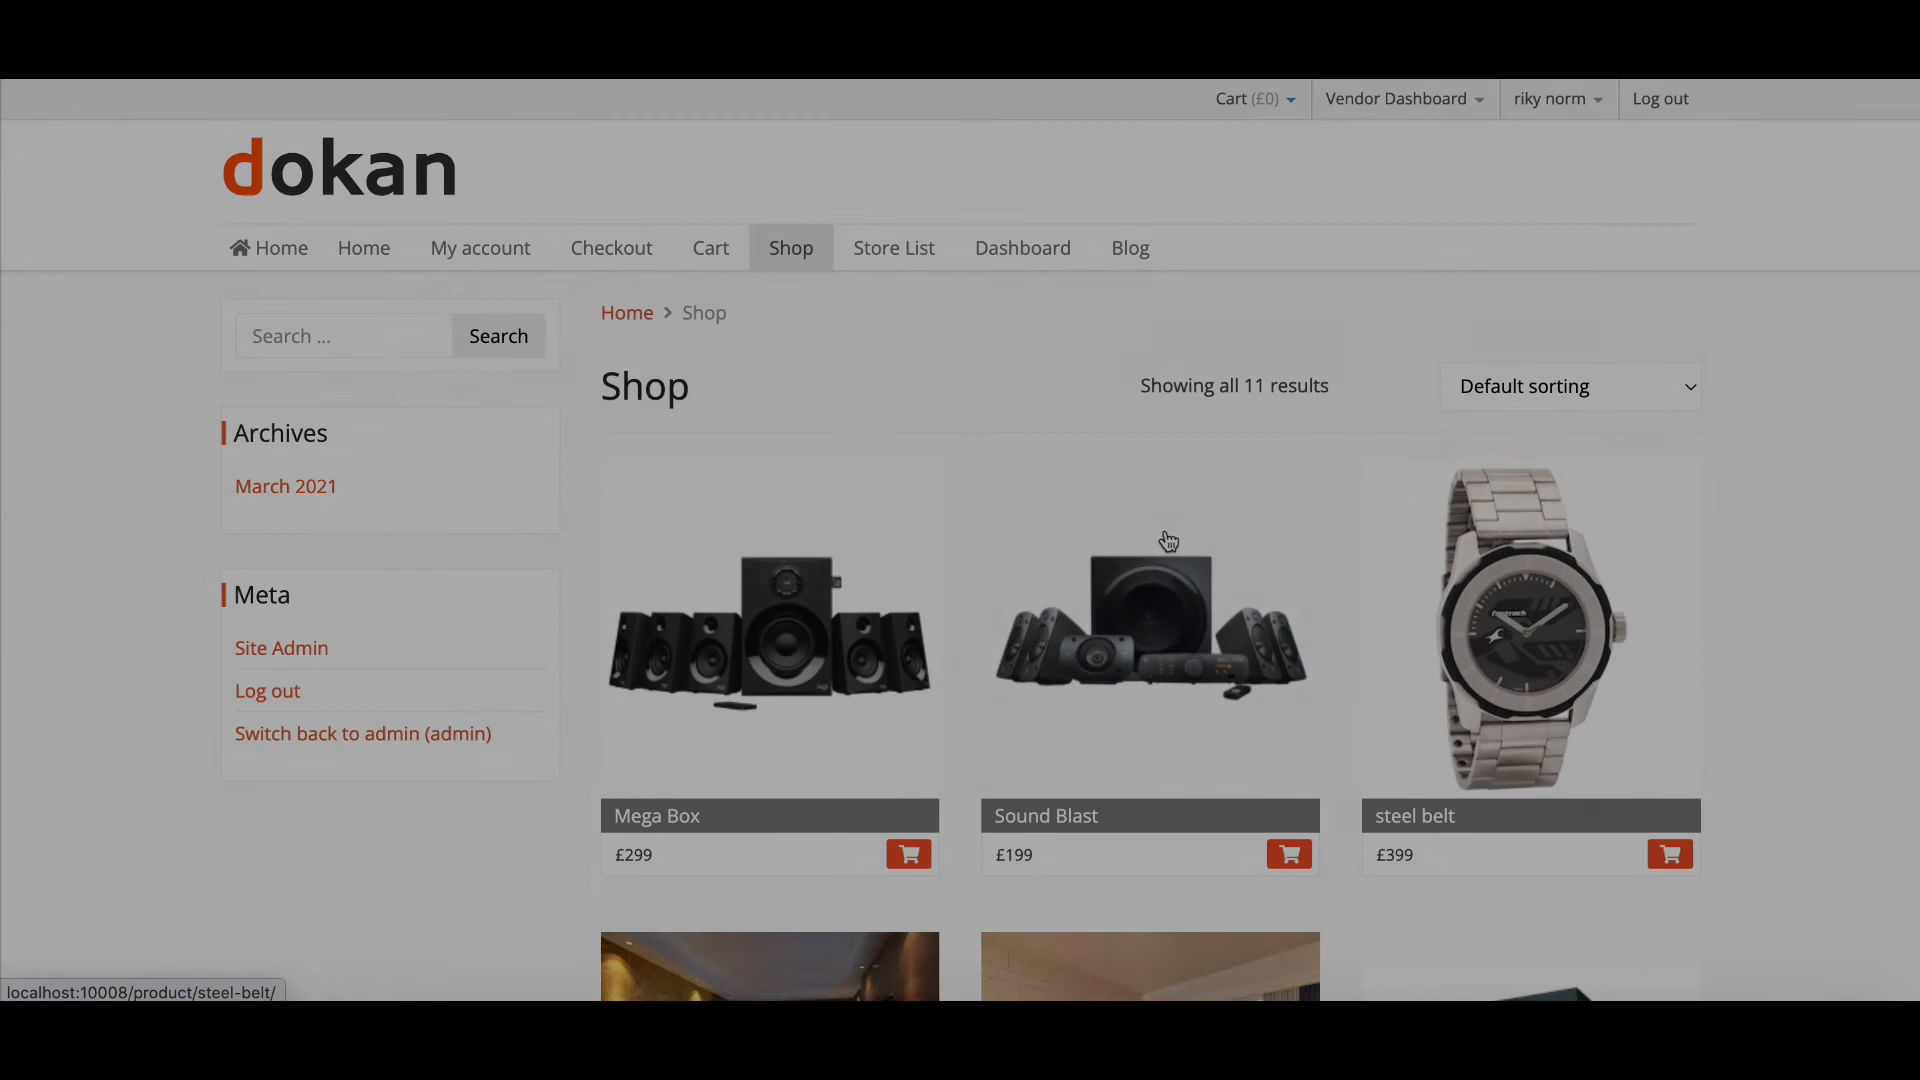 Cart (£0) Vendor Dashboard riky norm Log out
dokan
Home Home My account Checkout Cart Shop Store List Dashboard Blog
Home > Shop
Search ... Search
Shop Showing all 11 results Default sorting
Archives
March 2021
Meta
Site Admin
Log out
Switch back to admin (admin)
fastrack
Mega Box Sound Blast steel belt
£299 £199 £399
localhost:10008/product/steel-belt/